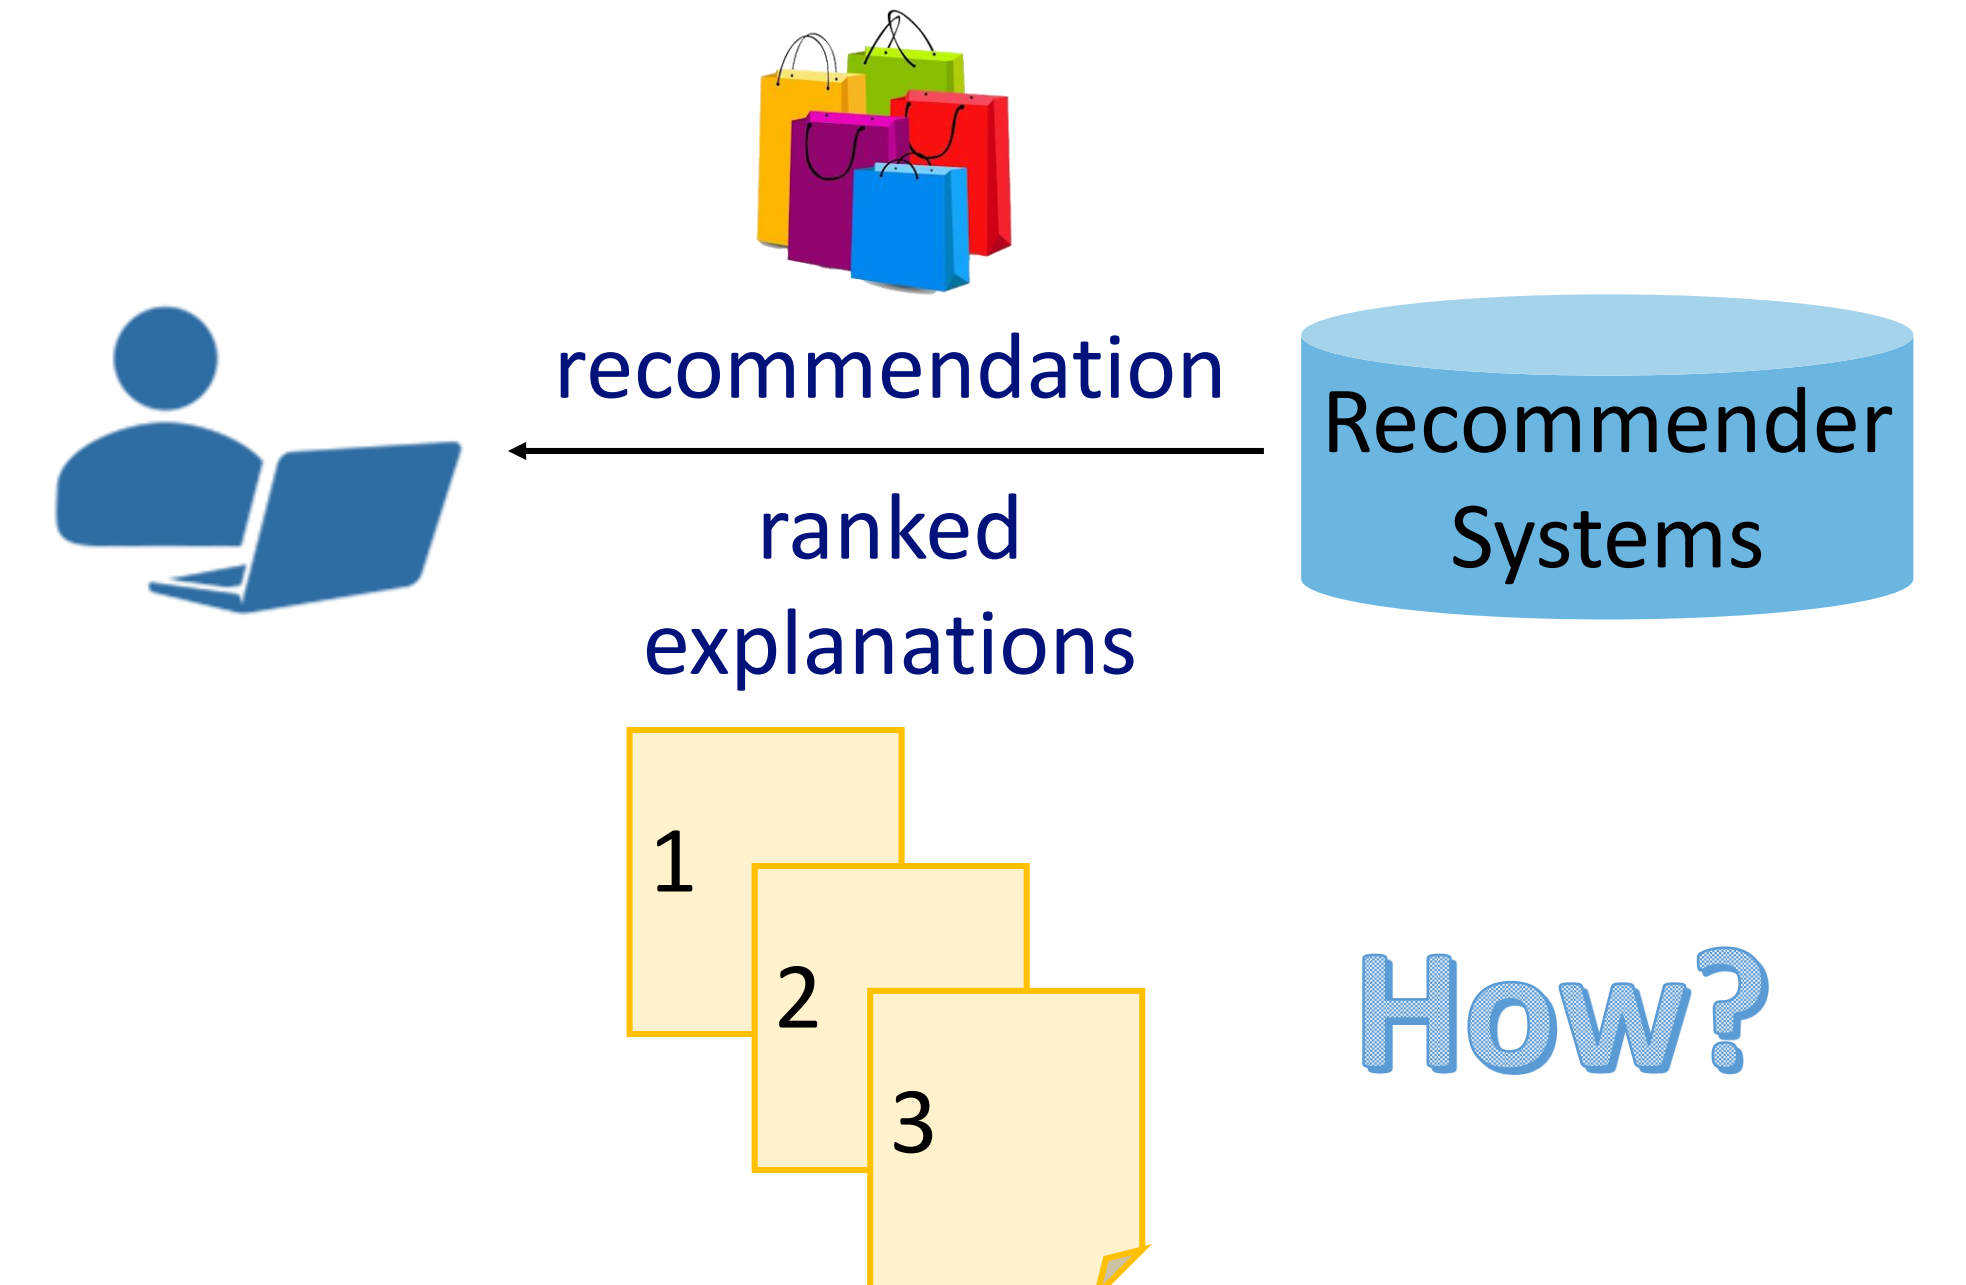 recommendation
ranked
explanations
Recommender
Systems
1
2
3
How?